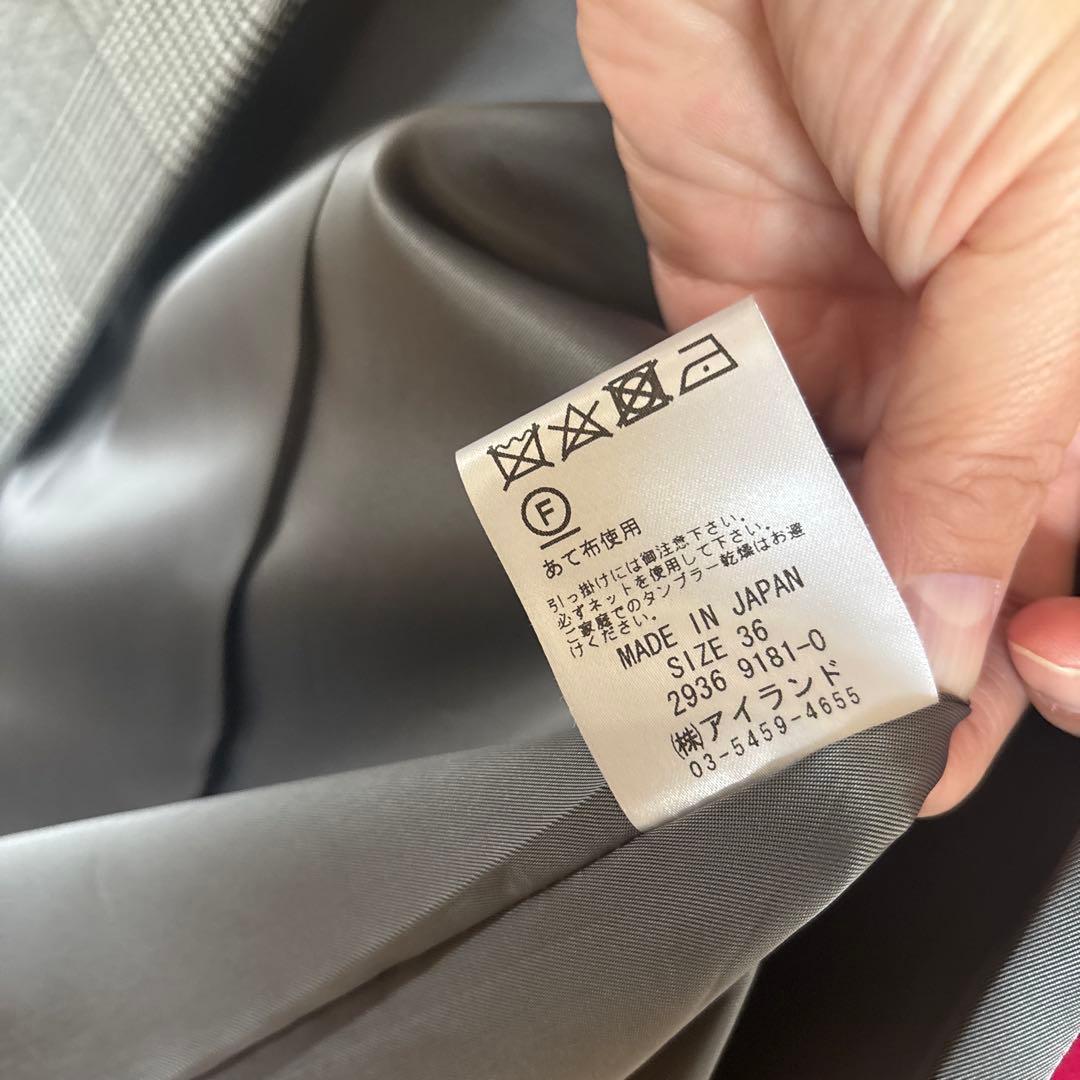 F
あて布使用
引っ掛けには御注意下さい。
必ずネットを使用して下さい。
ご家庭でのタンブラー乾燥はお避
けください。
MADE IN JAPAN
SIZE 36
2936 9181-0
㈱アイランド
03-5459-4655